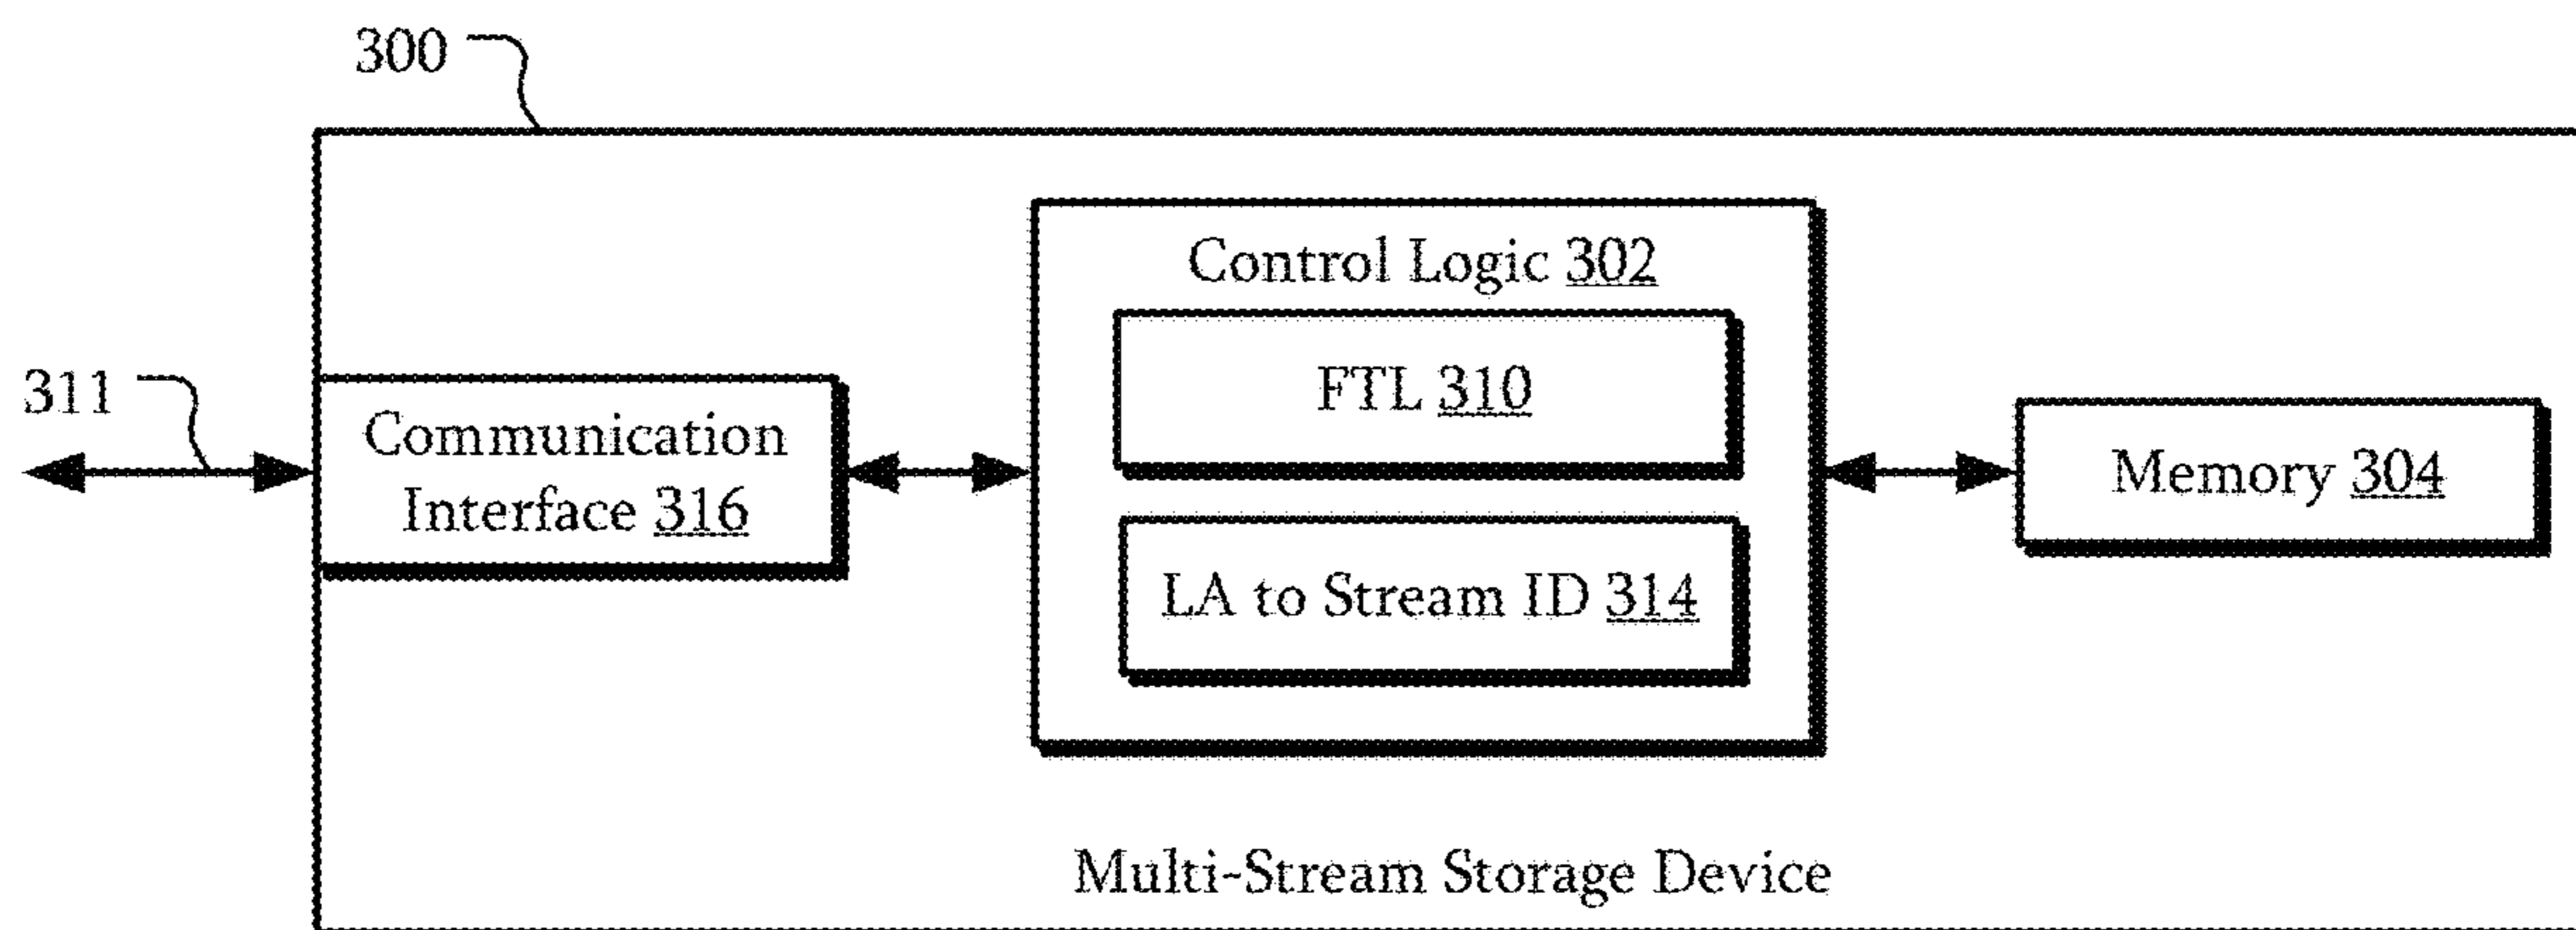 300
Control Logic 302
FTL 310
311
Communication
Interface 316
Memory 304
LA to Stream ID 314
Multi-Stream Storage Device